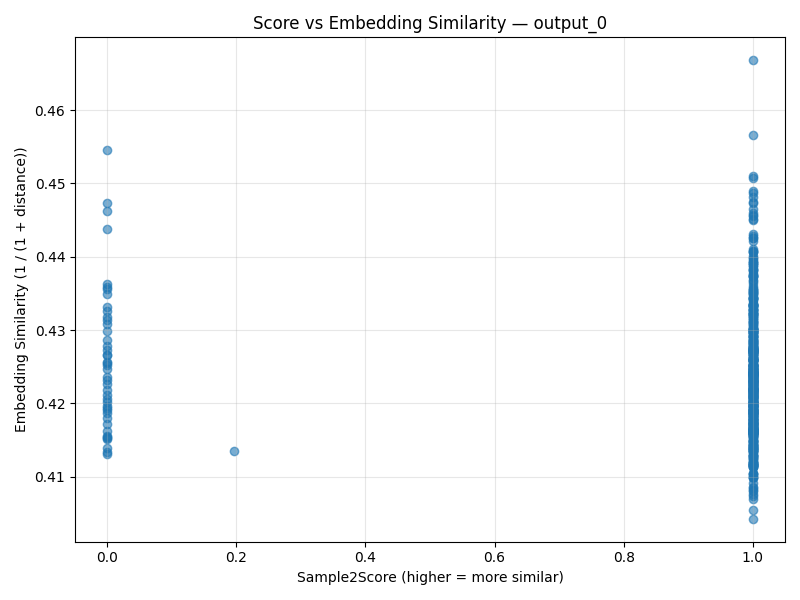 Score vs Embedding Similarity — output_0
Embedding Similarity (1 / (1 + distance))
0.46
0.45
0.44
0.43
0.42
0.41
0.0 0.2 0.4 0.6 0.8 1.0
Sample2Score (higher = more similar)